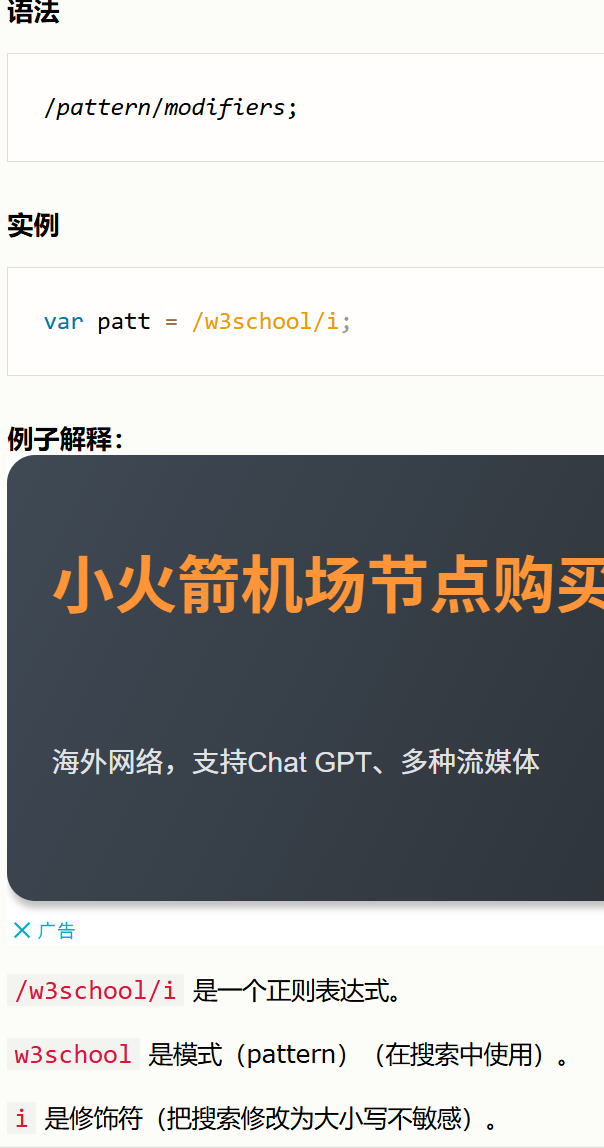 语法
/pattern/modifiers;
实例
var patt = /w3school/i;
例子解释：
小火箭机场节点购买
海外网络，支持Chat GPT、多种流媒体
广告
/w3school/i 是一个正则表达式。
w3school 是模式（pattern）（在搜索中使用）。
i 是修饰符（把搜索修改为大小写不敏感）。